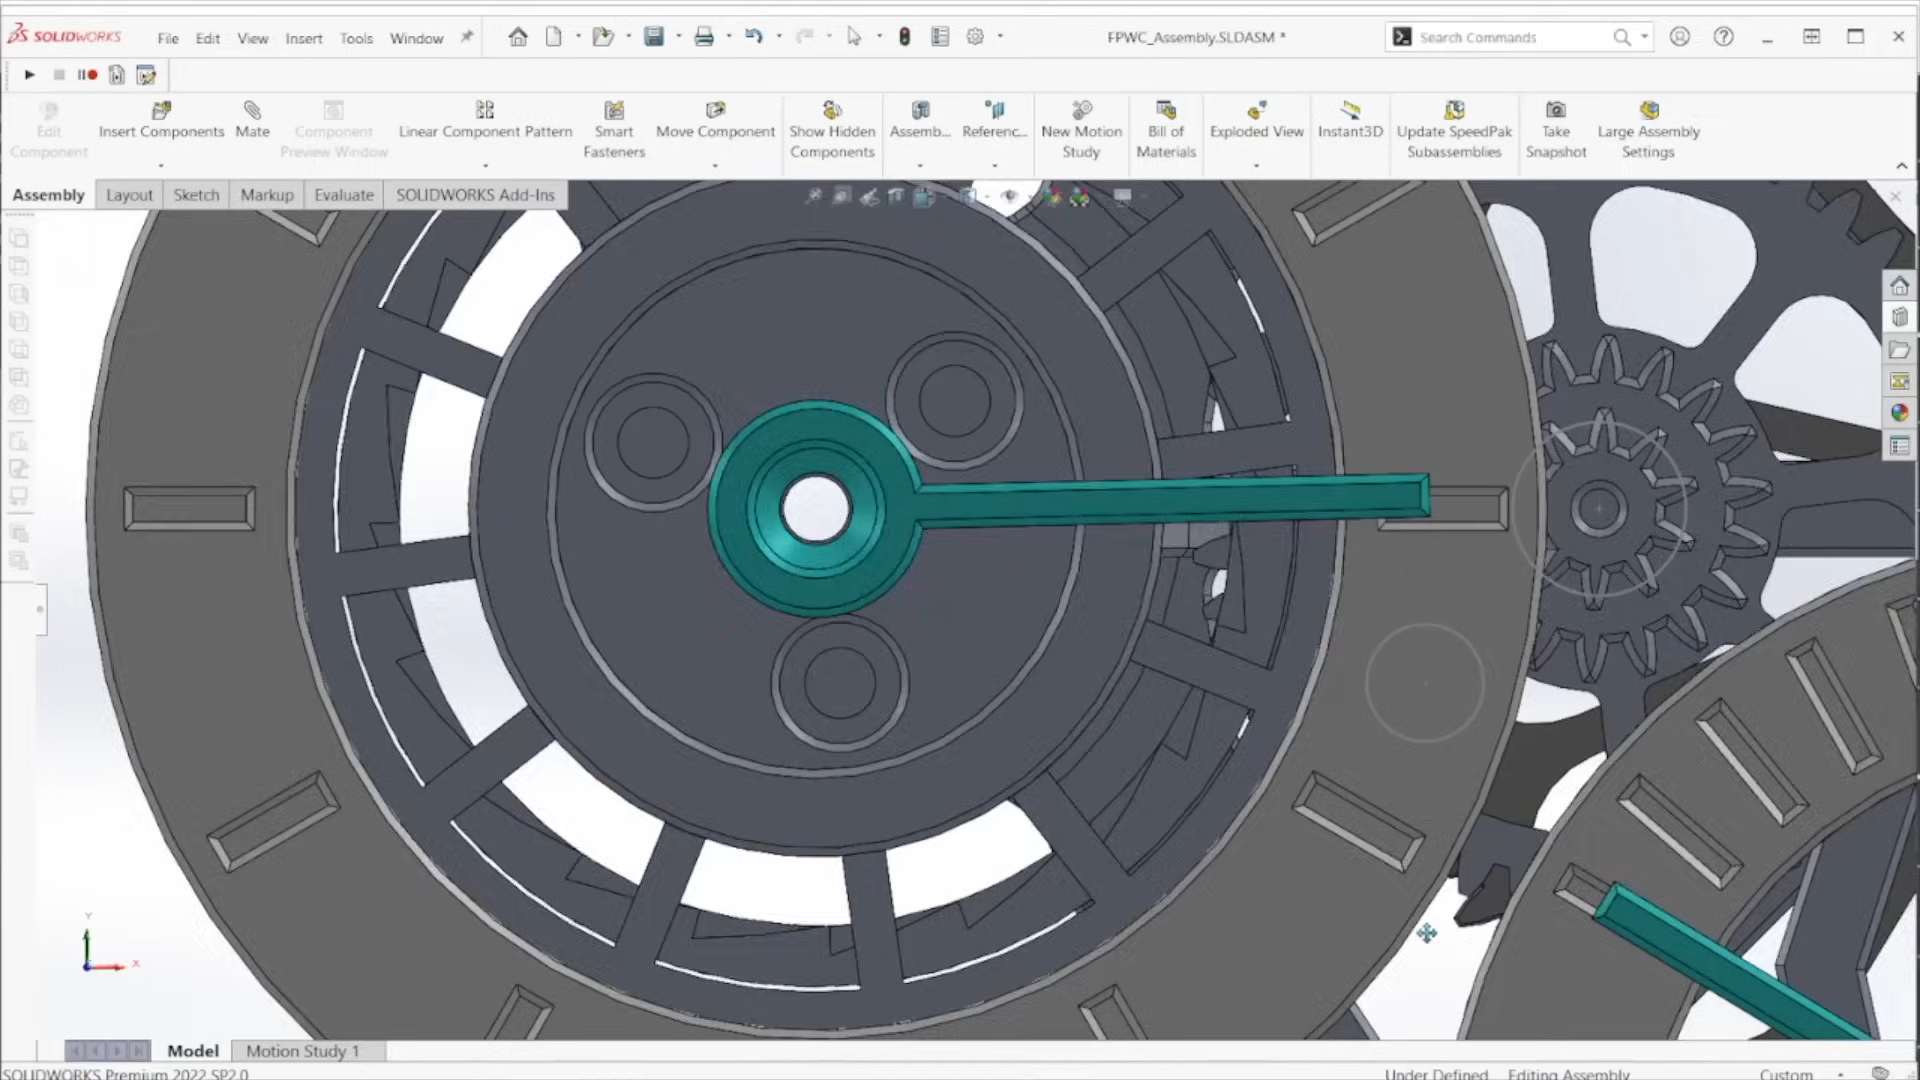 SOLIDWORKS File Edit View Insert Tools Window FPWC_Assembly.SLDASM * Search Commands
Edit Component
Insert Components
Mate
Component Preview Window
Linear Component Pattern
Smart Fasteners
Move Component
Show Hidden Components
Assemb...
Referenc...
New Motion Study
Bill of Materials
Exploded View
Instant3D
Update SpeedPak Subassemblies
Take Snapshot
Large Assembly Settings
Assembly Layout Sketch Markup Evaluate SOLIDWORKS Add-Ins
Y
X
Model Motion Study 1
SOLIDWORKS Premium 2022 SP2.0 Under Defined Editing Assembly Custom